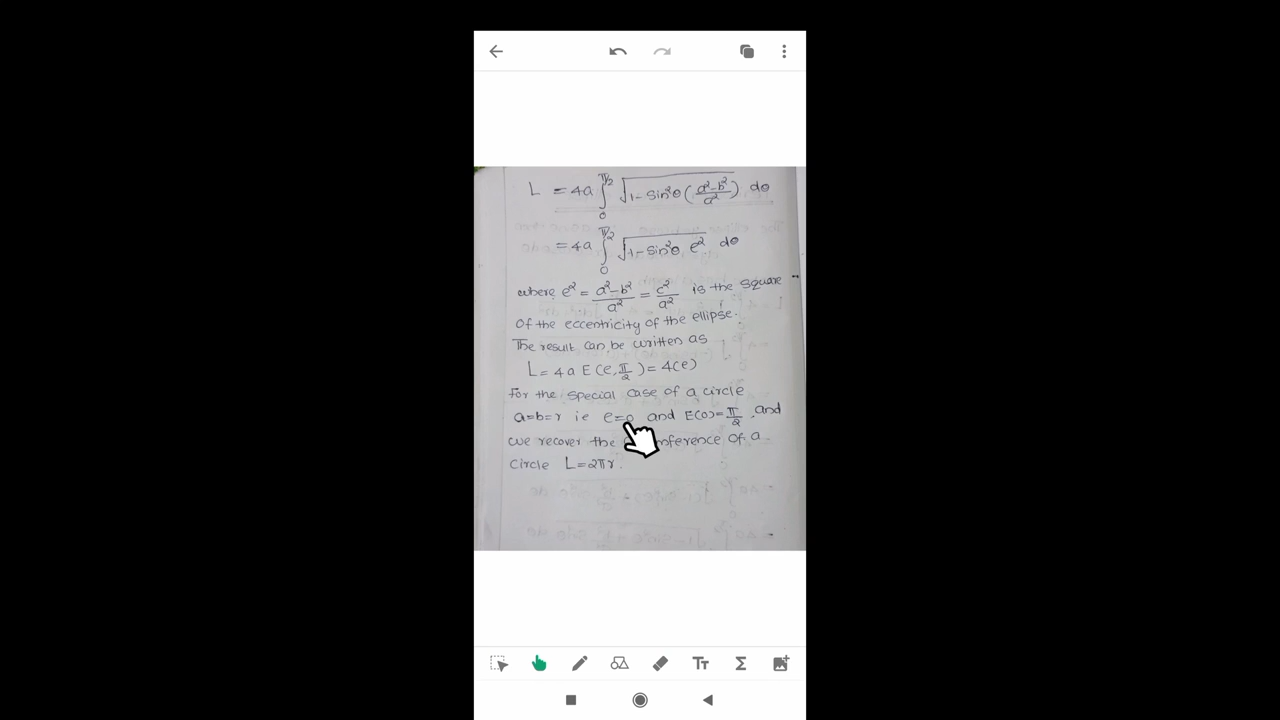 L = 4a ∫₀^{π/2} √(1-sin²θ((a²-b²)/a²)) dθ
= 4a ∫₀^{π/2} √(1-sin²θ e²) dθ
where e² = (a²-b²)/a² = c²/a² is the square
of the eccentricity of the ellipse.
The result can be written as
L = 4a E(e, π/2) = 4(e)
For the special case of a circle
a=b=r ie e=0 and E(0)=π/2 and
we recover the of a
circle L=2πr.
Tт
Σ